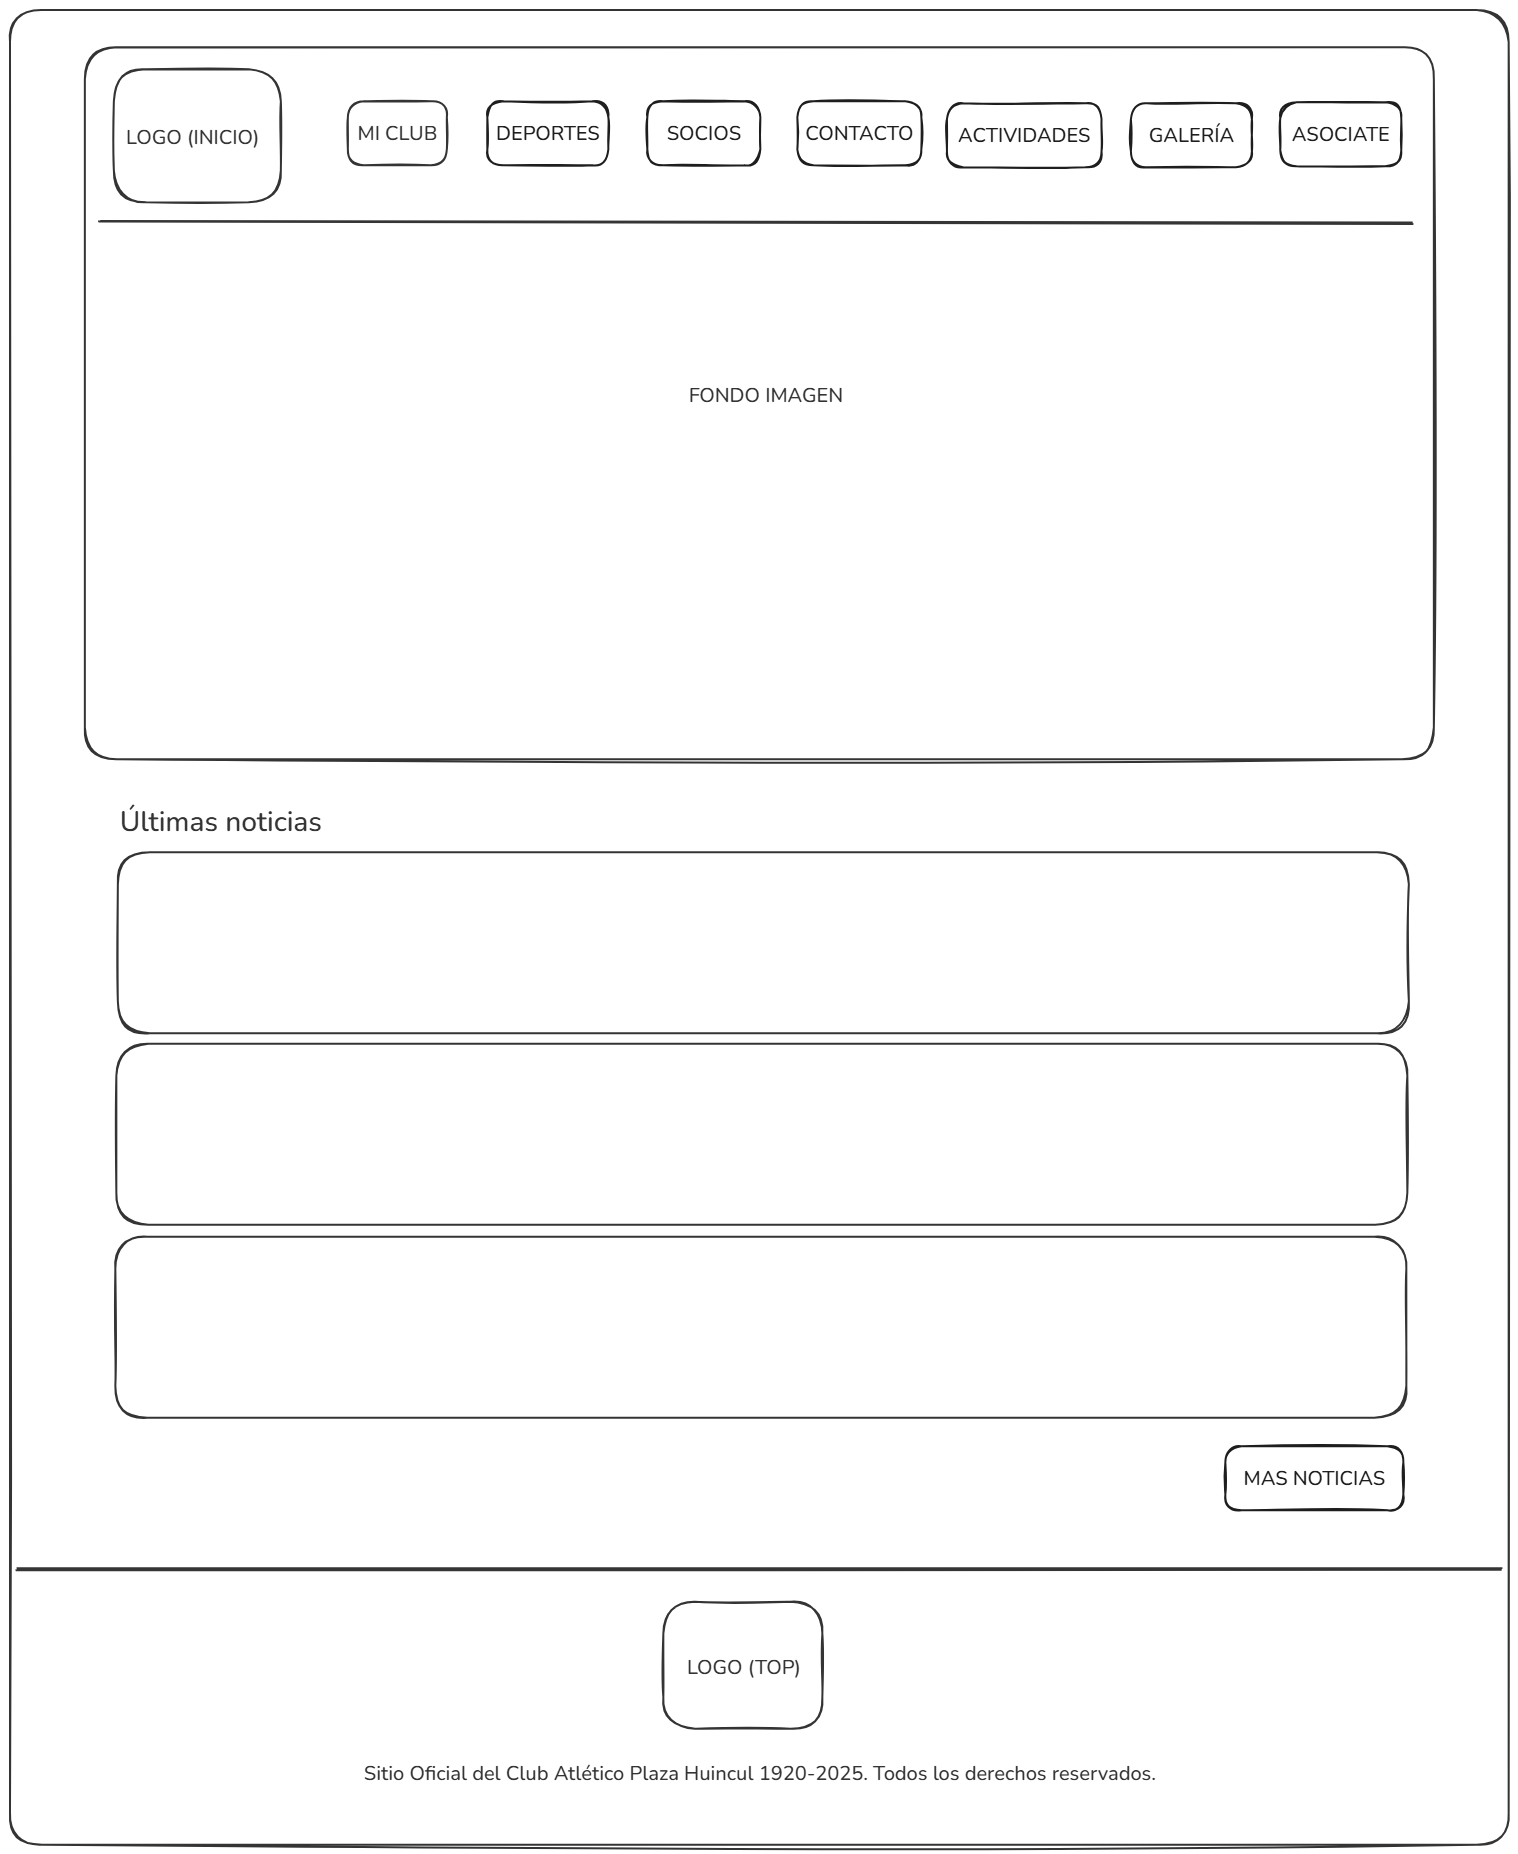 LOGO (INICIO)
MI CLUB
DEPORTES
SOCIOS
CONTACTO
ACTIVIDADES
GALERÍA
ASOCIATE
FONDO IMAGEN
Últimas noticias
MAS NOTICIAS
LOGO (TOP)
Sitio Oficial del Club Atlético Plaza Huincul 1920-2025. Todos los derechos reservados.